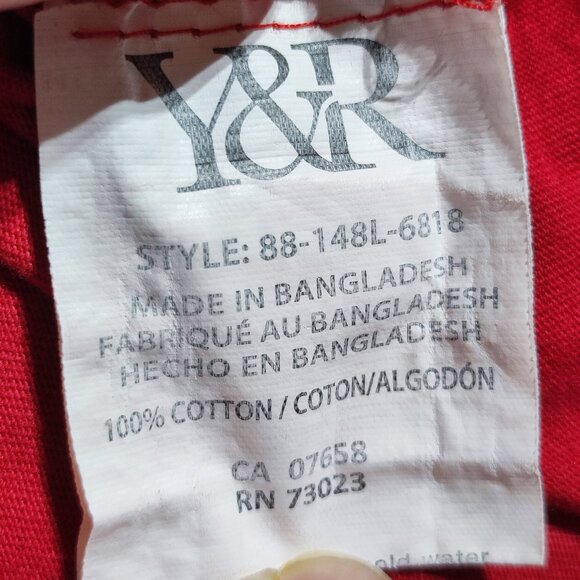 Y&R
STYLE: 88-148L-6818
MADE IN BANGLADESH
FABRIQUÉ AU BANGLADESH
HECHO EN BANGLADESH
100% COTTON / COTON/ALGODÓN
CA 07658
RN 73023
water